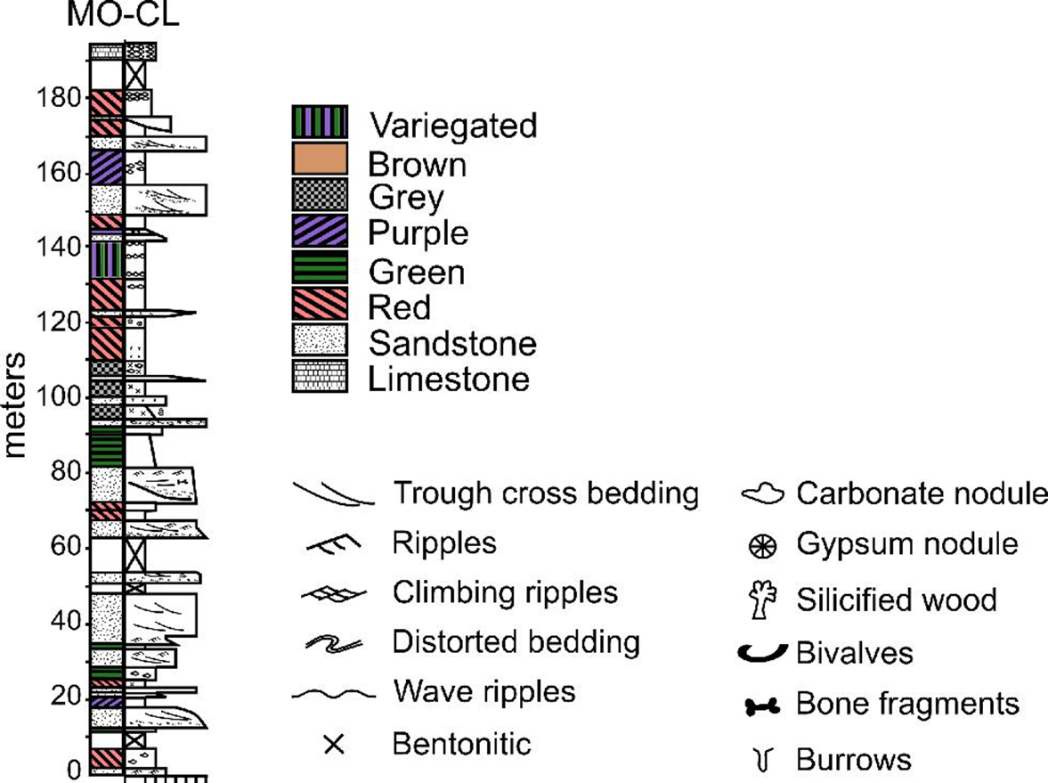 MO-CL
180
160
140
120
100
80
60
40
20
0
meters
Variegated
Brown
Grey
Purple
Green
Red
Sandstone
Limestone
Trough cross bedding
Ripples
Climbing ripples
Distorted bedding
Wave ripples
Bentonitic
Carbonate nodule
Gypsum nodule
Silicified wood
Bivalves
Bone fragments
Burrows